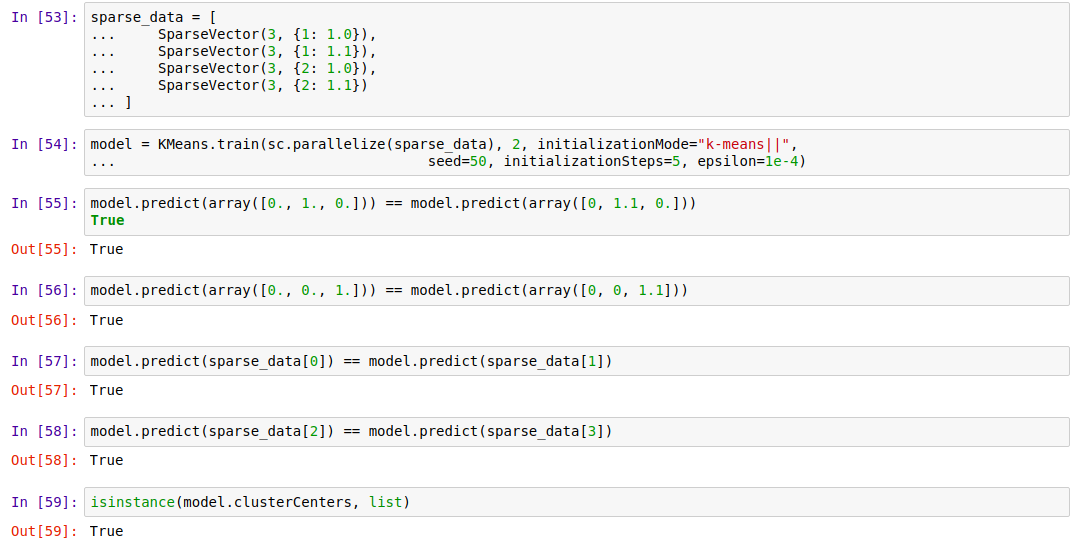 In [53]: sparse_data = [
...     SparseVector(3, {1: 1.0}),
...     SparseVector(3, {1: 1.1}),
...     SparseVector(3, {2: 1.0}),
...     SparseVector(3, {2: 1.1})
... ]
In [54]: model = KMeans.train(sc.parallelize(sparse_data), 2, initializationMode="k-means||",
...                                     seed=50, initializationSteps=5, epsilon=1e-4)
In [55]: model.predict(array([0., 1., 0.])) == model.predict(array([0, 1.1, 0.]))
True
Out[55]: True
In [56]: model.predict(array([0., 0., 1.])) == model.predict(array([0, 0, 1.1]))
Out[56]: True
In [57]: model.predict(sparse_data[0]) == model.predict(sparse_data[1])
Out[57]: True
In [58]: model.predict(sparse_data[2]) == model.predict(sparse_data[3])
Out[58]: True
In [59]: isinstance(model.clusterCenters, list)
Out[59]: True